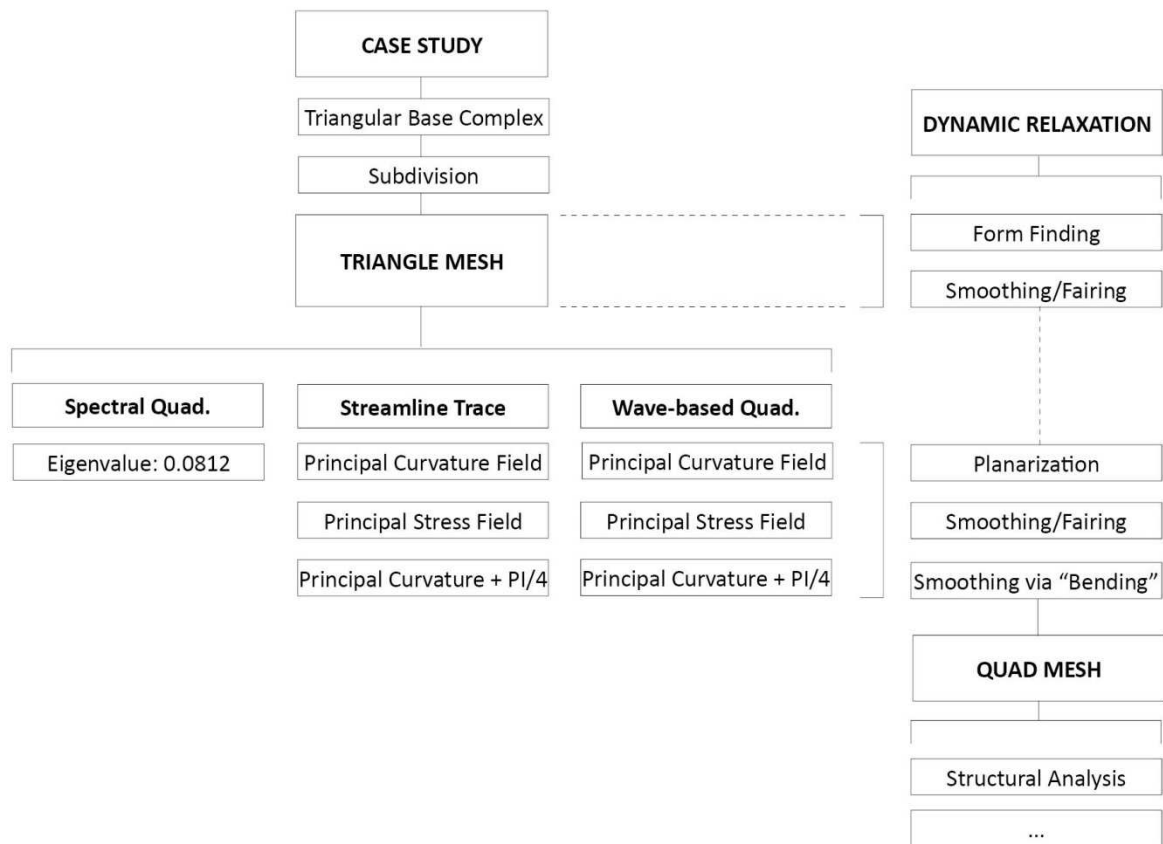 CASE STUDY
Triangular Base Complex
Subdivision
TRIANGLE MESH
DYNAMIC RELAXATION
Form Finding
Smoothing/Fairing
Spectral Quad.
Eigenvalue: 0.0812
Streamline Trace
Principal Curvature Field
Principal Stress Field
Principal Curvature + PI/4
Wave-based Quad.
Principal Curvature Field
Principal Stress Field
Principal Curvature + PI/4
Planarization
Smoothing/Fairing
Smoothing via “Bending”
QUAD MESH
Structural Analysis
...